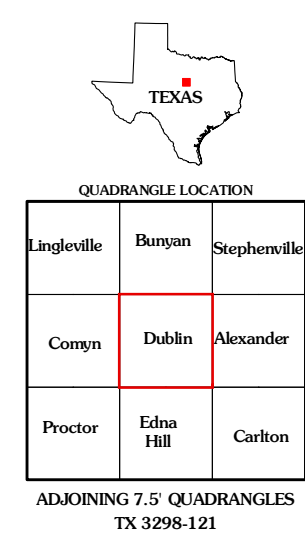 TEXAS
QUADRANGLE LOCATION
Lingleville Bunyan Stephenville
Comyn Dublin Alexander
Proctor Edna Hill Carlton
ADJOINING 7.5' QUADRANGLES
TX 3298-121